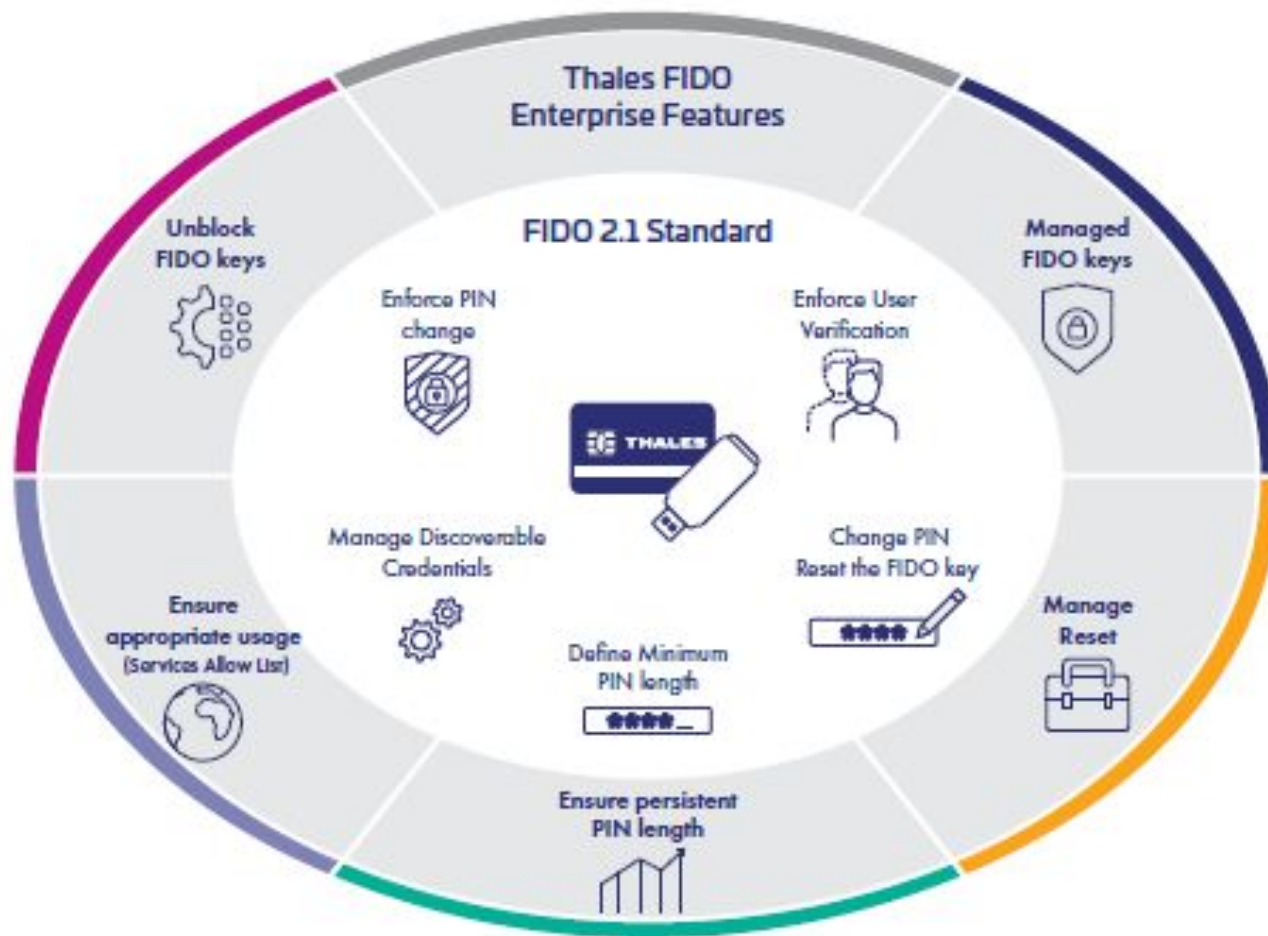 Thales FIDO
Enterprise Features
Unblock
FIDO keys
FIDO 2.1 Standard
Managed
FIDO keys
Enforce PIN
change
Enforce User
Verification
THALES
Manage Discoverable
Credentials
Change PIN
Reset the FIDO key
Ensure
appropriate usage
(Services Allow List)
Define Minimum
PIN length
****_
****
Manage
Reset
Ensure persistent
PIN length